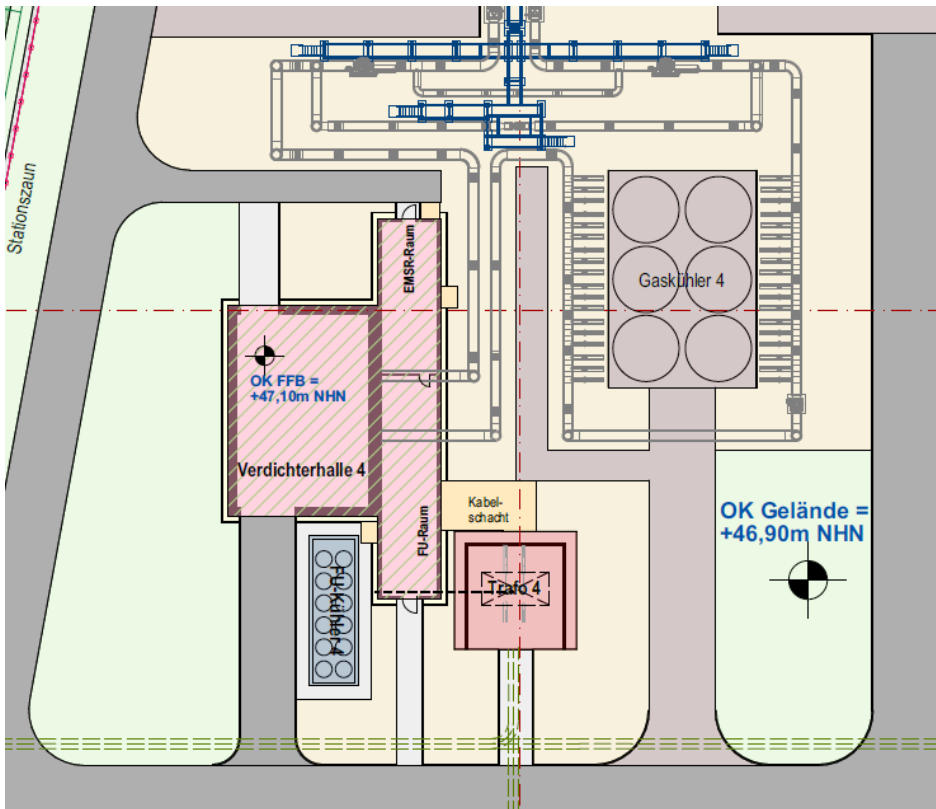 Stationszaun
EMSR-Raum
Gaskühler 4
OK FFB =
+47,10m NHN
Verdichterhalle 4
FU-Raum
Kabel-
schacht
OK Gelände =
+46,90m NHN
FU-Kühler 4
Trafo 4